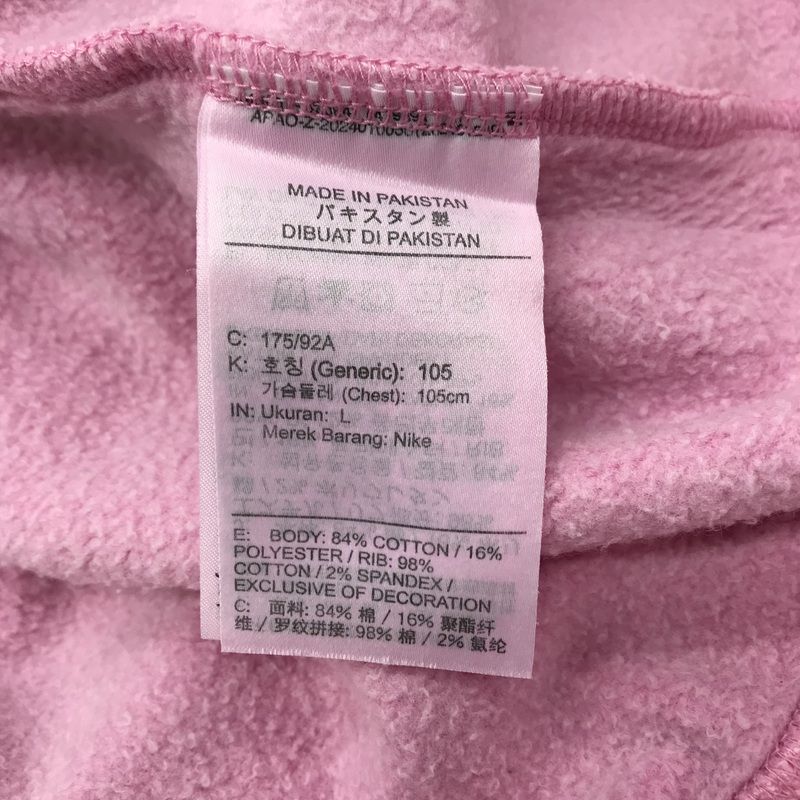 MADE IN PAKISTAN
パキスタン製
DIBUAT DI PAKISTAN
C: 175/92A
K: 호칭 (Generic): 105
가슴둘레 (Chest): 105cm
IN: Ukuran: L
Merek Barang: Nike
E: BODY: 84% COTTON / 16%
POLYESTER / RIB: 98%
COTTON / 2% SPANDEX /
EXCLUSIVE OF DECORATION
C: 面料: 84% 棉 / 16% 聚酯纤
维 / 罗纹拼接: 98% 棉 / 2% 氨纶